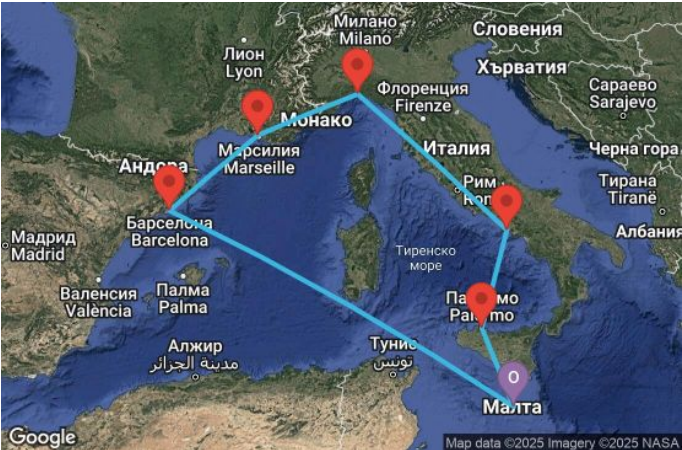 Милано
Milano
Словения
Лион
Lyon
Хърватия
Флоренция
Firenze
Сараево
Sarajevo
Монако
Марсилия
Marseille
Италия
Черна гора
Андора
Рим
Тирана
Tiranë
Барселона
Barcelona
Мадрид
Madrid
Албания
Тиренско
море
Валенсия
València
Палма
Palma
Palermo
Алжир
مدينة الجزائر
Тунис
تونس
O
Малта
Google
Map data ©2025 Imagery ©2025 NASA